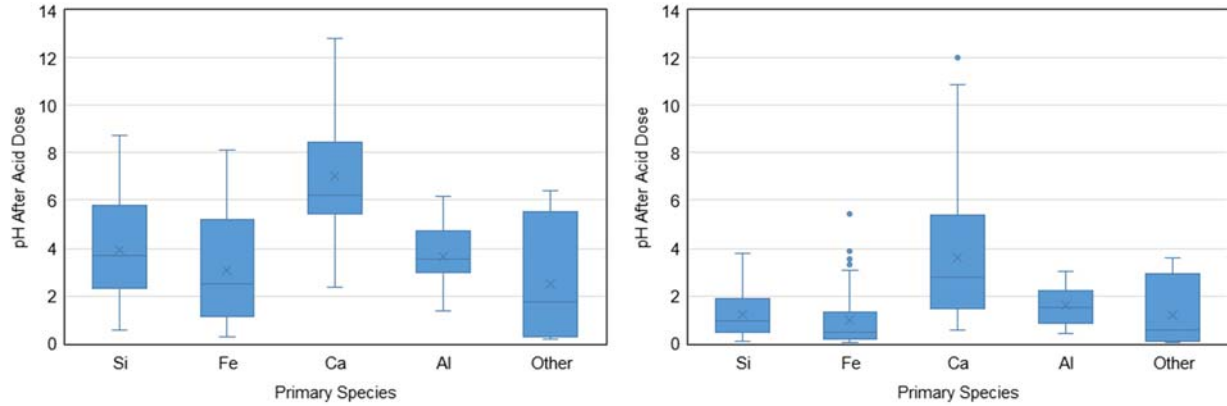 pH After Acid Dose
14
12
10
8
6
4
2
0
Si Fe Ca Al Other
Primary Species
pH After Acid Dose
14
12
10
8
6
4
2
0
Si Fe Ca Al Other
Primary Species